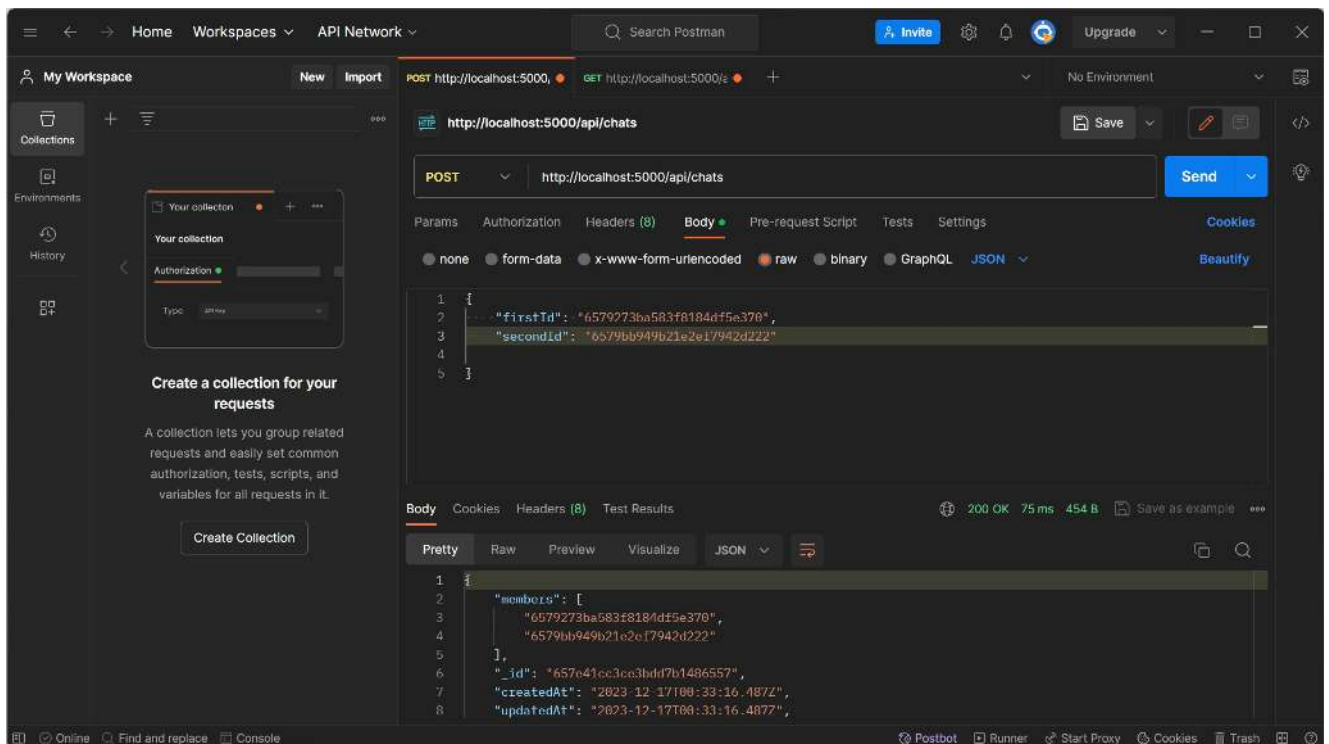 Home Workspaces API Network Search Postman Invite Upgrade
My Workspace New Import POST http://localhost:5000, GET http://localhost:5000/a No Environment
Collections
Environments
History
Your collecton
Your collection
Authorization
Type API Key
Create a collection for your
requests
A collection lets you group related
requests and easily set common
authorization, tests, scripts, and
variables for all requests in it.
Create Collection
HTTP http://localhost:5000/api/chats Save </>
POST http://localhost:5000/api/chats Send
Params Authorization Headers (8) Body Pre-request Script Tests Settings Cookies
none form-data x-www-form-urlencoded raw binary GraphQL JSON Beautify
1 {
2 "firstId": "6579273ba583f8184df5e370",
3 "secondId": "6579bb949b21e2ef7942d222"
4
5 }
Body Cookies Headers (8) Test Results 200 OK 75 ms 454 B Save as example
Pretty Raw Preview Visualize JSON
1 {
2 "members": [
3 "6579273ba583f8184df5e370",
4 "6579bb949b21e2ef7942d222"
5 ],
6 "_id": "657e41cc3ce3bdd7b1486557",
7 "createdAt": "2023-12-17T00:33:16.487Z",
8 "updatedAt": "2023-12-17T00:33:16.487Z",
Online Find and replace Console Postbot Runner Start Proxy Cookies Trash